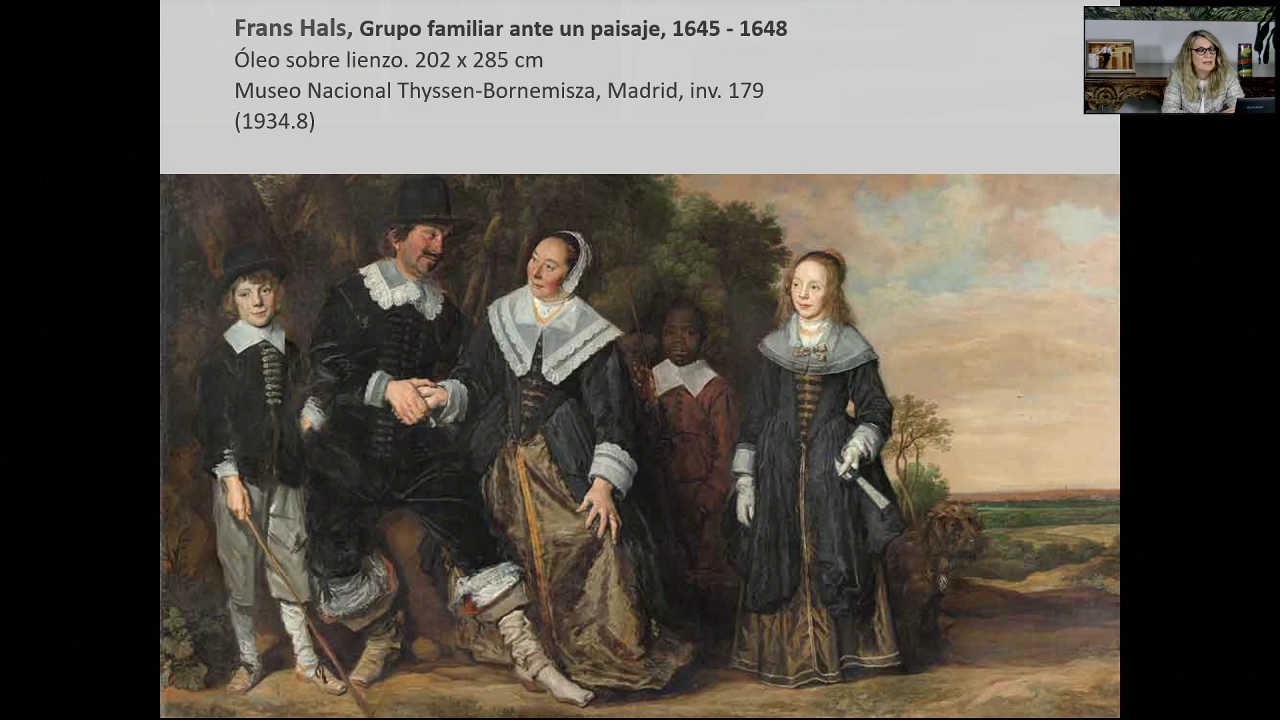 Frans Hals, Grupo familiar ante un paisaje, 1645 - 1648
Óleo sobre lienzo. 202 x 285 cm
Museo Nacional Thyssen-Bornemisza, Madrid, inv. 179
(1934.8)